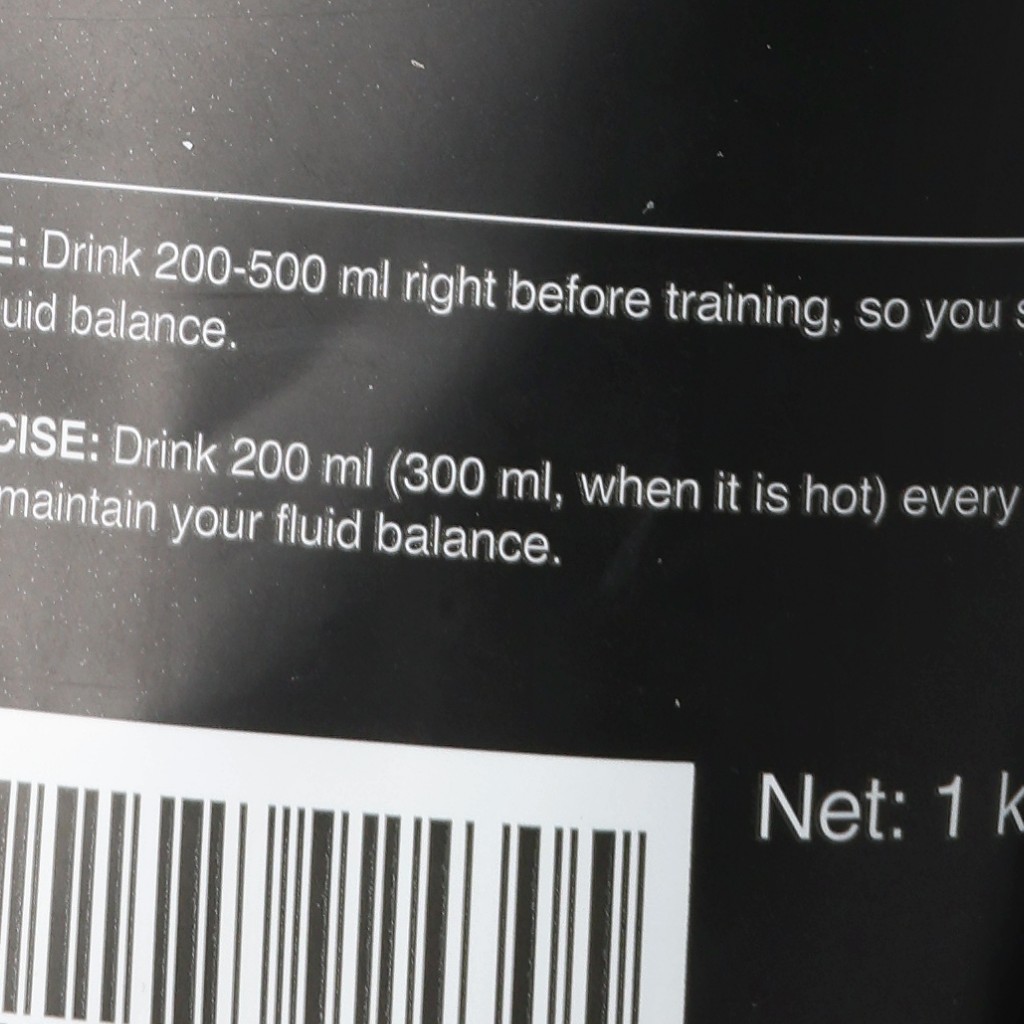 E: Drink 200-500 ml right before training, so you s
uid balance.
CISE: Drink 200 ml (300 ml, when it is hot) every
maintain your fluid balance.
Net: 1 k